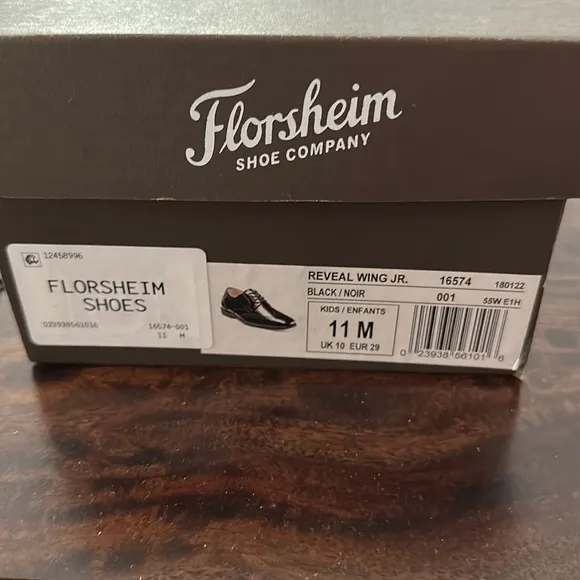 Florsheim
SHOE COMPANY
12458996
FLORSHEIM
SHOES
023938561016 16574-001
11 M
REVEAL WING JR. 16574 180122
BLACK / NOIR 001 55W E1H
KIDS / ENFANTS
11 M
UK 10 EUR 29
0 23938 56101 6